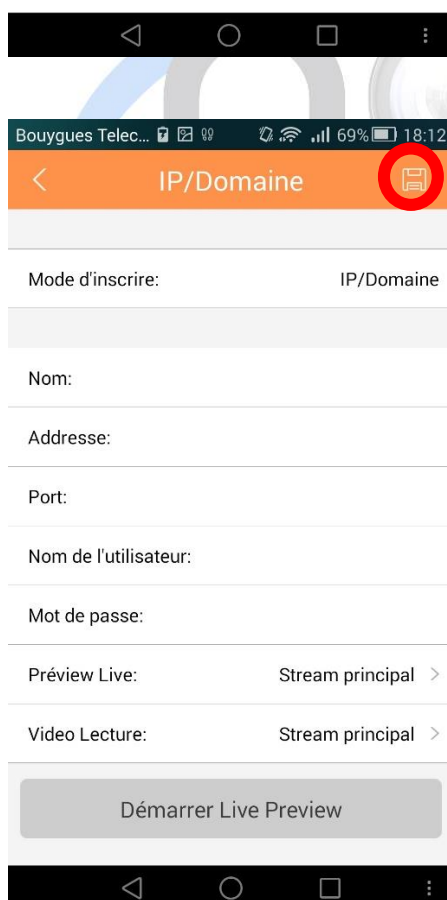 Bouygues Telec... 69% 18:12
IP/Domaine
Mode d'inscrire: IP/Domaine
Nom:
Addresse:
Port:
Nom de l'utilisateur:
Mot de passe:
Préview Live: Stream principal
Video Lecture: Stream principal
Démarrer Live Preview